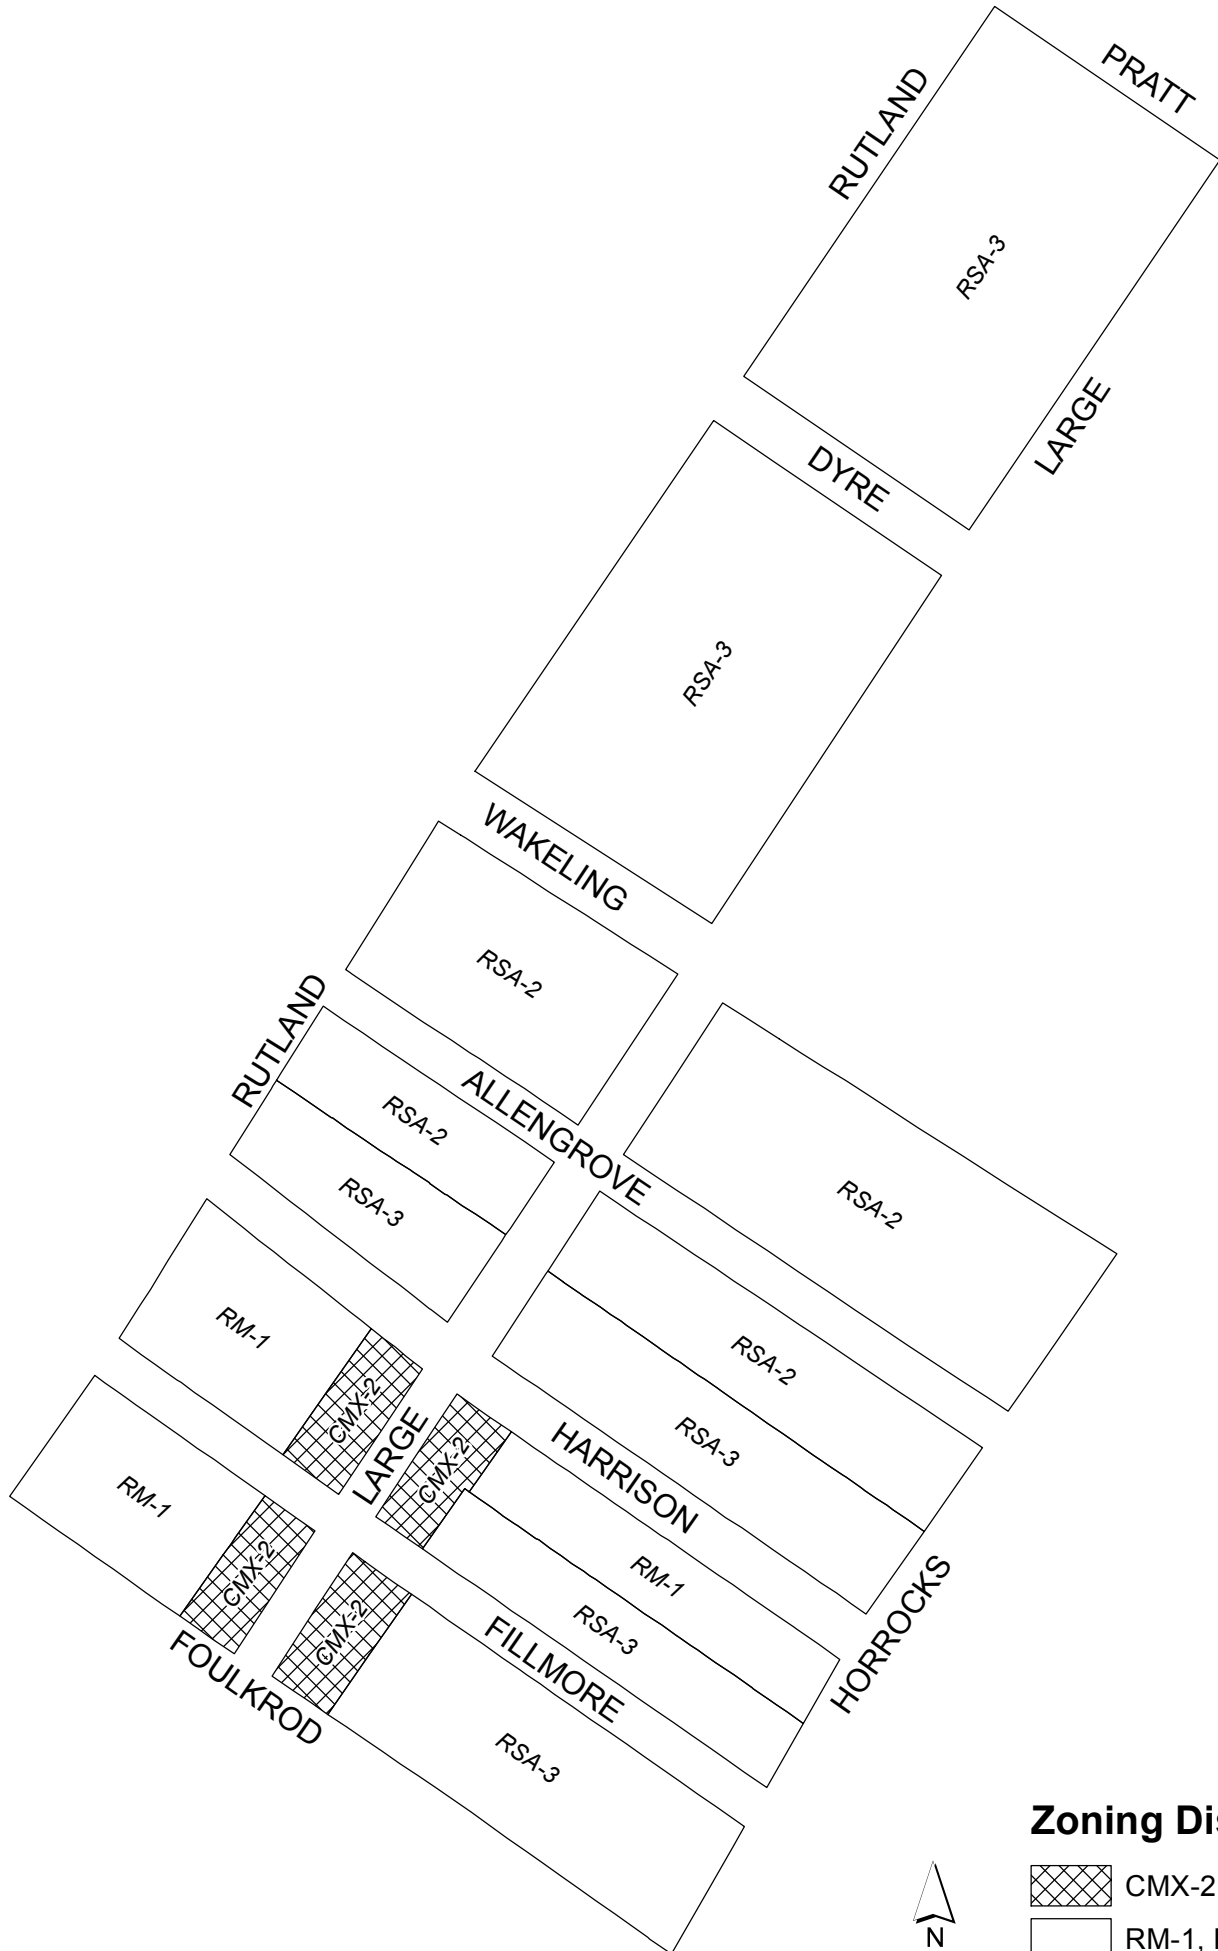 PRATT
RUTLAND
RSA-3
LARGE
DYRE
RSA-3
WAKELING
RSA-2
RUTLAND
ALLENGROVE
RSA-2
RSA-2
RSA-3
RM-1
RSA-2
CMX-2
LARGE
RSA-3
CMX-2
HARRISON
RM-1
CMX-2
RM-1
HORROCKS
CMX-2
RSA-3
FILLMORE
FOULKROD
RSA-3
Zoning Dis
CMX-2
RM-1,
N